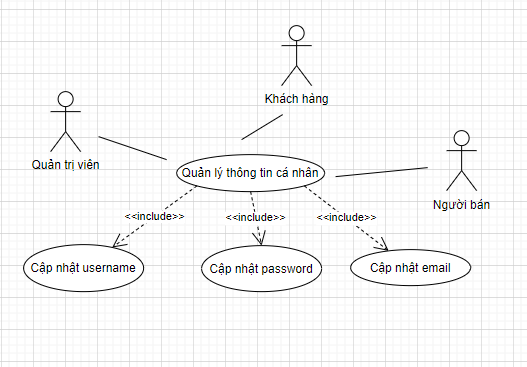 Khách hàng
Quản trị viên
Quản lý thông tin cá nhân
Người bán
<<include>>
<<include>>
<<include>>
Cập nhật username
Cập nhật password
Cập nhật email